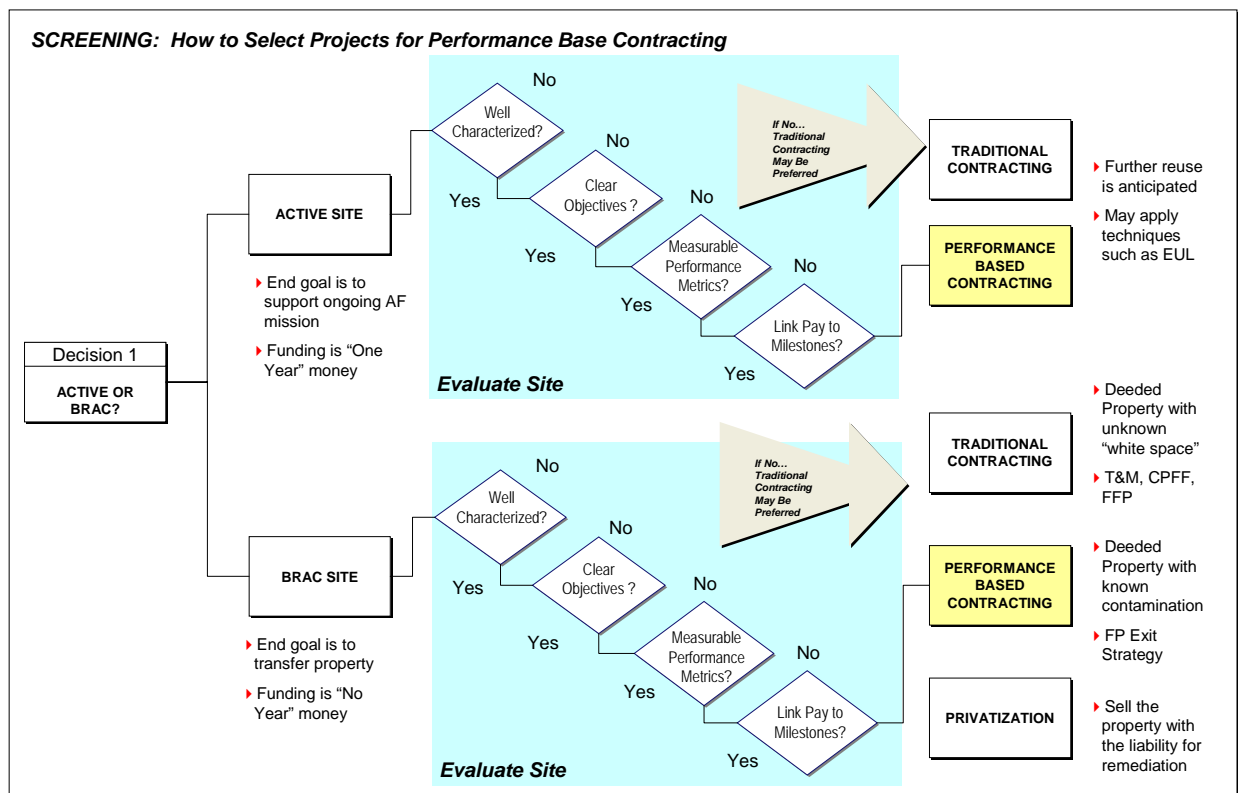 SCREENING: How to Select Projects for Performance Base Contracting
Decision 1
ACTIVE OR
BRAC?
ACTIVE SITE
End goal is to
support ongoing AF
mission
Funding is “One
Year” money
No
Well
Characterized?
Yes
No
Clear
Objectives ?
Yes
No
Measurable
Performance
Metrics?
Yes
No
Link Pay to
Milestones?
Yes
Evaluate Site
If No...
Traditional
Contracting
May Be
Preferred
TRADITIONAL
CONTRACTING
Further reuse
is anticipated
May apply
techniques
such as EUL
PERFORMANCE
BASED
CONTRACTING
BRAC SITE
End goal is to
transfer property
Funding is “No
Year” money
No
Well
Characterized?
Yes
No
Clear
Objectives ?
Yes
No
Measurable
Performance
Metrics?
Yes
No
Link Pay to
Milestones?
Yes
Evaluate Site
If No...
Traditional
Contracting
May Be
Preferred
TRADITIONAL
CONTRACTING
Deeded
Property with
unknown
“white space”
T&M, CPFF,
FFP
PERFORMANCE
BASED
CONTRACTING
Deeded
Property with
known
contamination
FP Exit
Strategy
PRIVATIZATION
Sell the
property with
the liability for
remediation